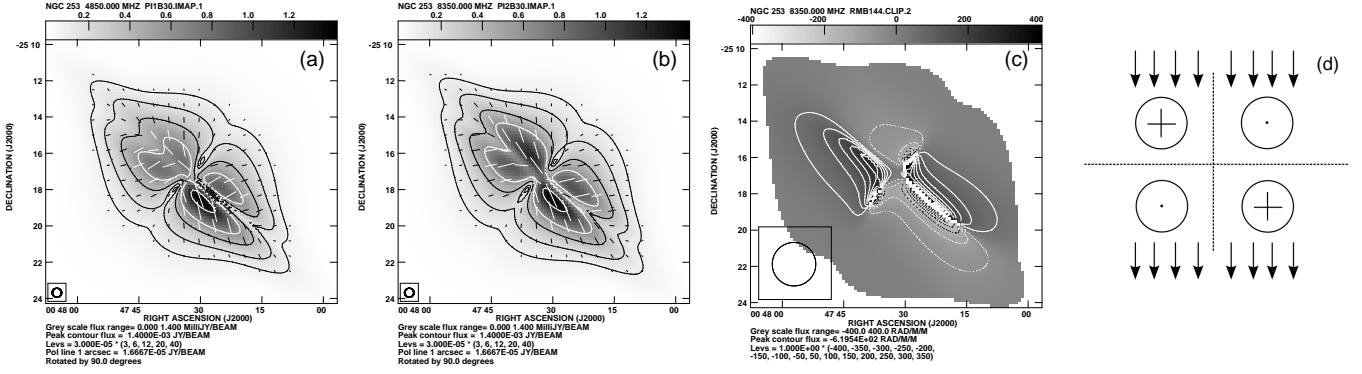 NGC 253 4850.000 MHZ PI1B30.IMAP.1
0.2 0.4 0.6 0.8 1.0 1.2
(a)
DECLINATION (J2000)
-25 10
12
14
16
18
20
22
24
00 48 00
47 45
30
15
00
RIGHT ASCENSION (J2000)
Grey scale flux range= 0.000 1.400 MilliJY/BEAM
Peak contour flux = 1.4000E-03 JY/BEAM
Levs = 3.000E-05 * (3, 6, 12, 20, 40)
Pol line 1 arcsec = 1.6667E-05 JY/BEAM
Rotated by 90.0 degrees
NGC 253 8350.000 MHZ PI2B30.IMAP.1
0.2 0.4 0.6 0.8 1.0 1.2
(b)
DECLINATION (J2000)
-25 10
12
14
16
18
20
22
24
00 48 00
47 45
30
15
00
RIGHT ASCENSION (J2000)
Grey scale flux range= 0.000 1.400 MilliJY/BEAM
Peak contour flux = 1.4000E-03 JY/BEAM
Levs = 3.000E-05 * (3, 6, 12, 20, 40)
Pol line 1 arcsec = 1.6667E-05 JY/BEAM
Rotated by 90.0 degrees
NGC 253 8350.000 MHZ RMB144.CLIP.2
-400 -200 0 200 400
(c)
DECLINATION (J2000)
-25 10
12
14
16
18
20
22
24
00 48 00
47 45
30
15
00
RIGHT ASCENSION (J2000)
Grey scale flux range= -400.0 400.0 RAD/M/M
Peak contour flux = -6.1954E+02 RAD/M/M
Levs = 1.000E+00 * (-400, -350, -300, -250, -200,
-150, -100, -50, 50, 100, 150, 200, 250, 300, 350)
(d)